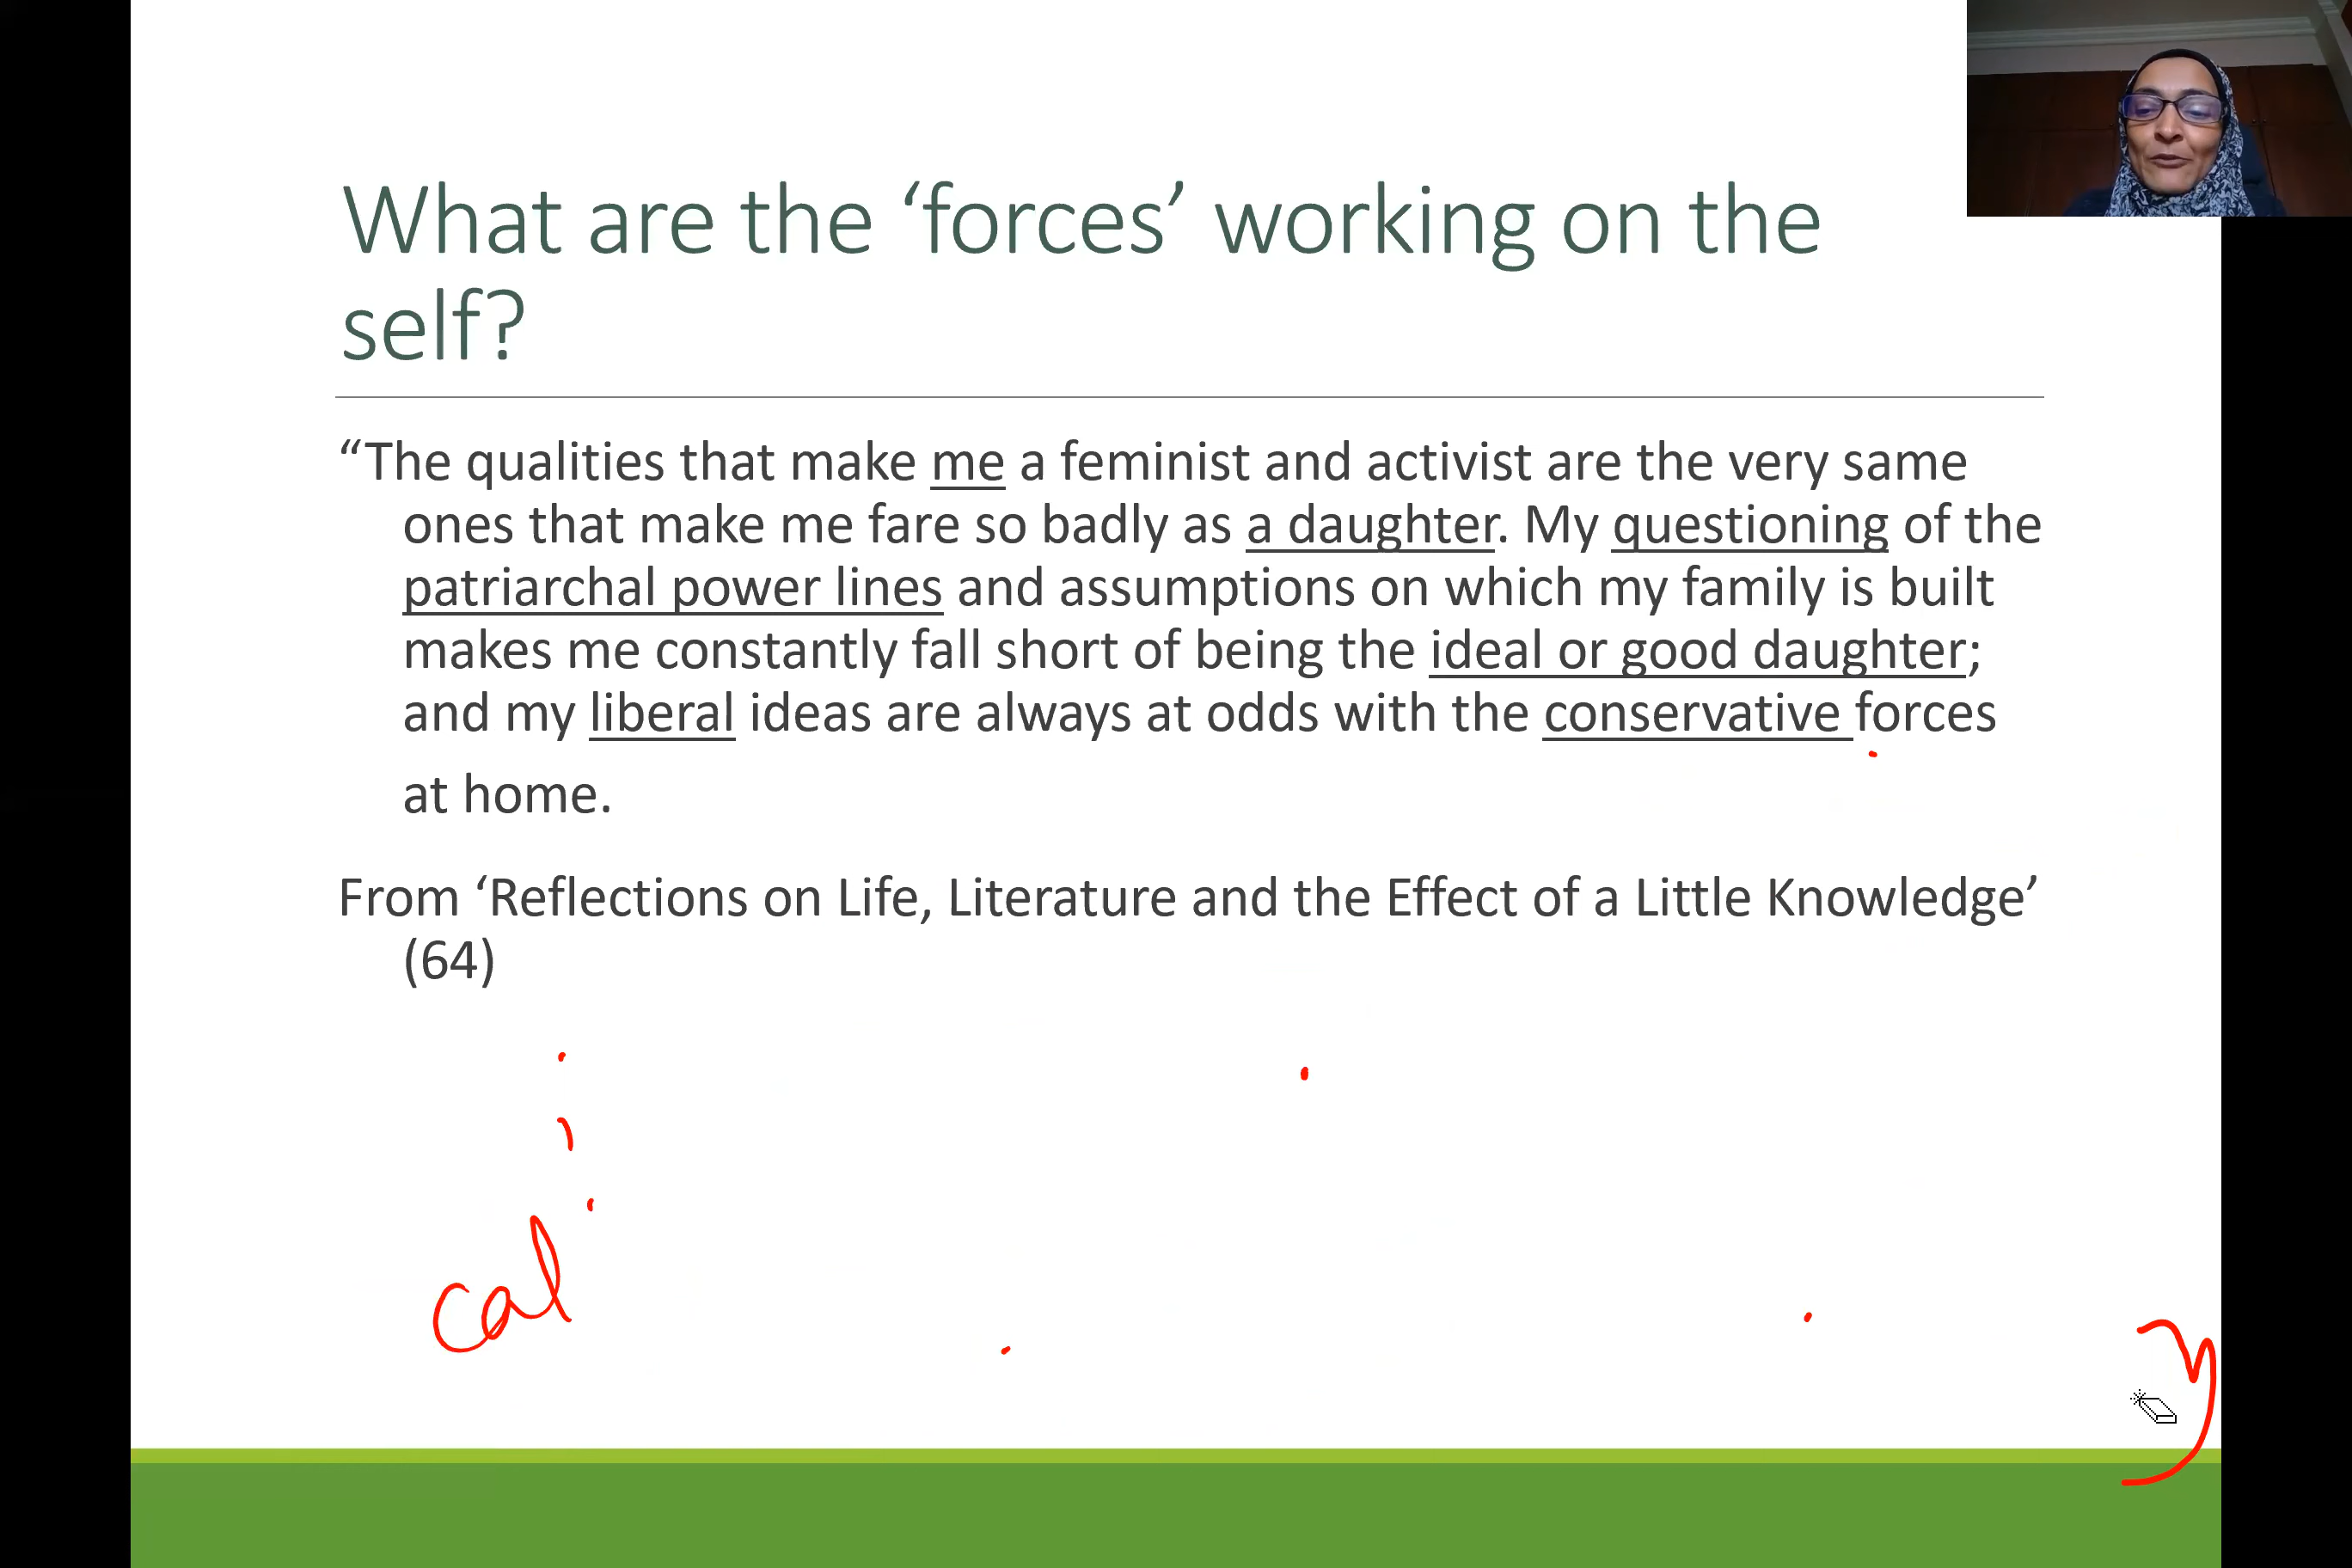 What are the ‘forces’ working on the
self?
“The qualities that make me a feminist and activist are the very same
ones that make me fare so badly as a daughter. My questioning of the
patriarchal power lines and assumptions on which my family is built
makes me constantly fall short of being the ideal or good daughter;
and my liberal ideas are always at odds with the conservative forces
at home.
From ‘Reflections on Life, Literature and the Effect of a Little Knowledge’
(64)
cal
y